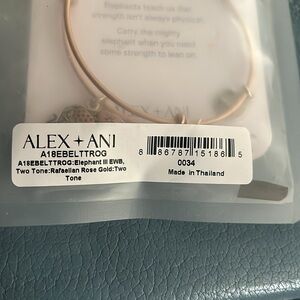 Elephants teach us that
strength isn't always physical.
Carry the mighty
elephant when you need
some strength to lean on.
ALEX + ANI
A18EBELTTROG
A18EBELTTROG:Elephant III EWB,
Two Tone:Rafaelian Rose Gold:Two
Tone
8 86787 15186 5
0034
Made in Thailand